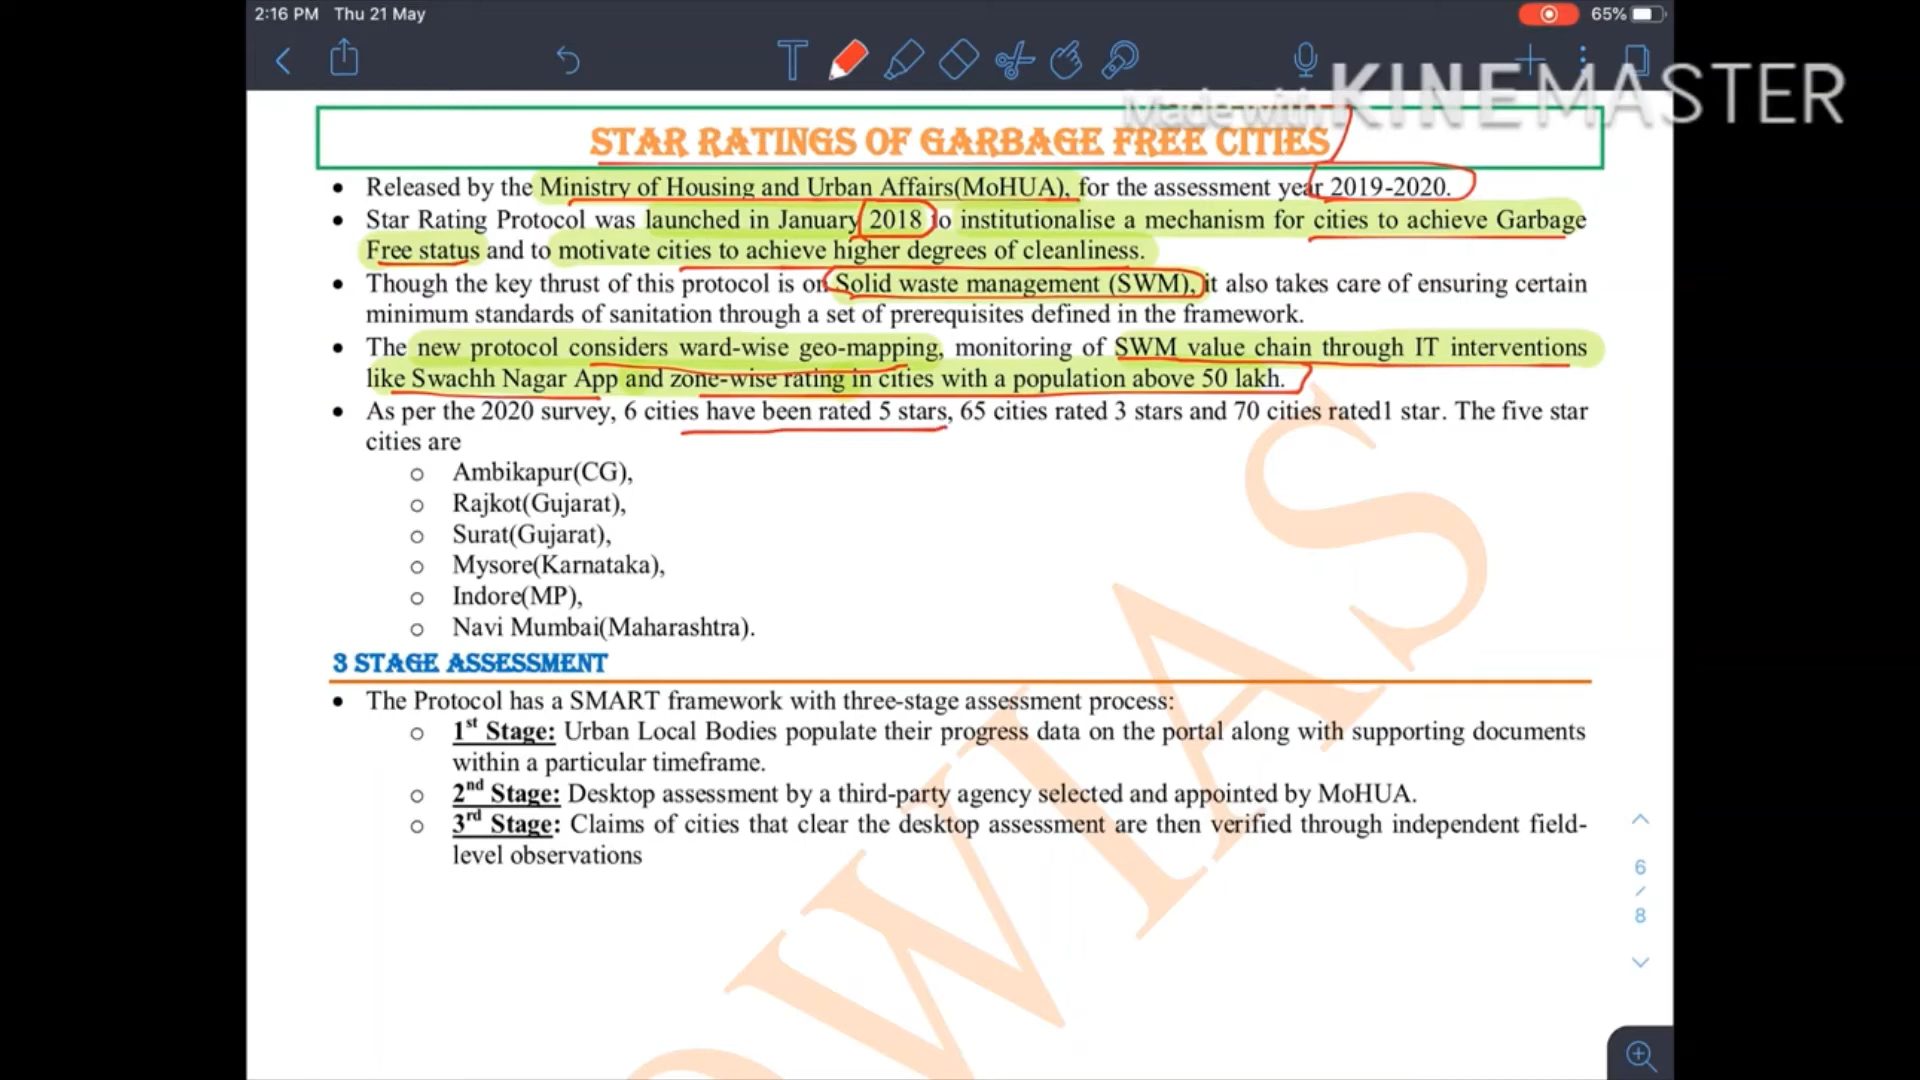 2:16 PM Thu 21 May
65%
Made with KINEMASTER
STAR RATINGS OF GARBAGE FREE CITIES
• Released by the Ministry of Housing and Urban Affairs(MoHUA), for the assessment year 2019-2020.
• Star Rating Protocol was launched in January 2018 to institutionalise a mechanism for cities to achieve Garbage
Free status and to motivate cities to achieve higher degrees of cleanliness.
• Though the key thrust of this protocol is on Solid waste management (SWM), it also takes care of ensuring certain
minimum standards of sanitation through a set of prerequisites defined in the framework.
• The new protocol considers ward-wise geo-mapping, monitoring of SWM value chain through IT interventions
like Swachh Nagar App and zone-wise rating in cities with a population above 50 lakh.
• As per the 2020 survey, 6 cities have been rated 5 stars, 65 cities rated 3 stars and 70 cities rated1 star. The five star
cities are
o Ambikapur(CG),
o Rajkot(Gujarat),
o Surat(Gujarat),
o Mysore(Karnataka),
o Indore(MP),
o Navi Mumbai(Maharashtra).
3 STAGE ASSESSMENT
• The Protocol has a SMART framework with three-stage assessment process:
o 1st Stage: Urban Local Bodies populate their progress data on the portal along with supporting documents
within a particular timeframe.
o 2nd Stage: Desktop assessment by a third-party agency selected and appointed by MoHUA.
o 3rd Stage: Claims of cities that clear the desktop assessment are then verified through independent field-
level observations
6
/
8
OWIAS